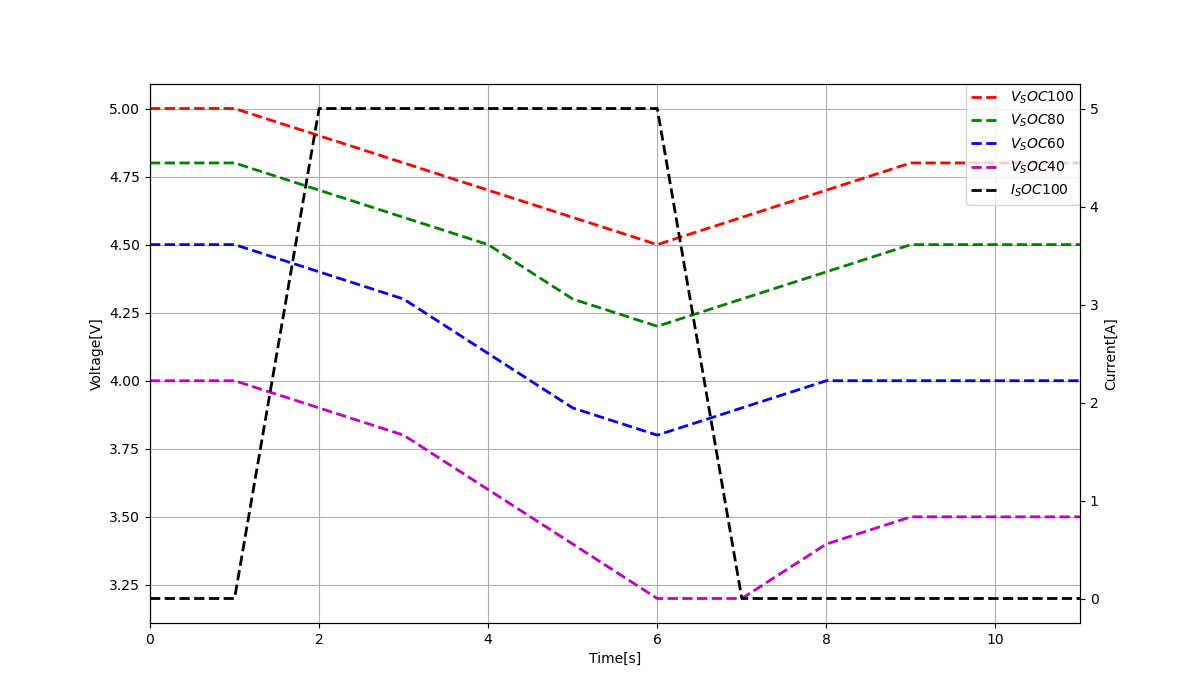 5.00
4.75
4.50
4.25
4.00
3.75
3.50
3.25
Voltage[V]
0
2
4
6
8
10
Time[s]
5
4
3
2
1
0
Current[A]
V_SOC100
V_SOC80
V_SOC60
V_SOC40
I_SOC100